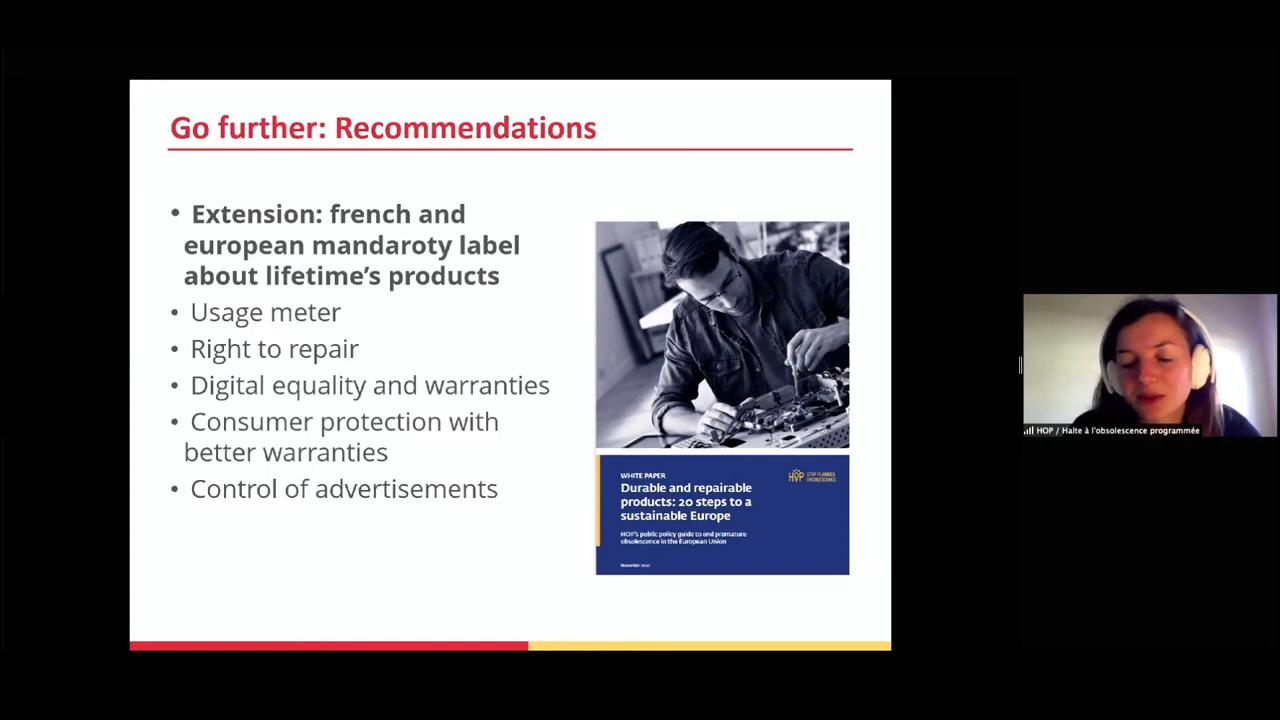 Go further: Recommendations
• Extension: french and
european mandaroty label
about lifetime's products
• Usage meter
• Right to repair
• Digital equality and warranties
• Consumer protection with
better warranties
• Control of advertisements
WHITE PAPER
Durable and repairable
products: 20 steps to a
sustainable Europe
HOP's public policy guide to end premature
obsolescence in the European Union
November 2020
HOP
STOP PLANNED
OBSOLESCENCE
HOP / Halte à l'obsolescence programmée